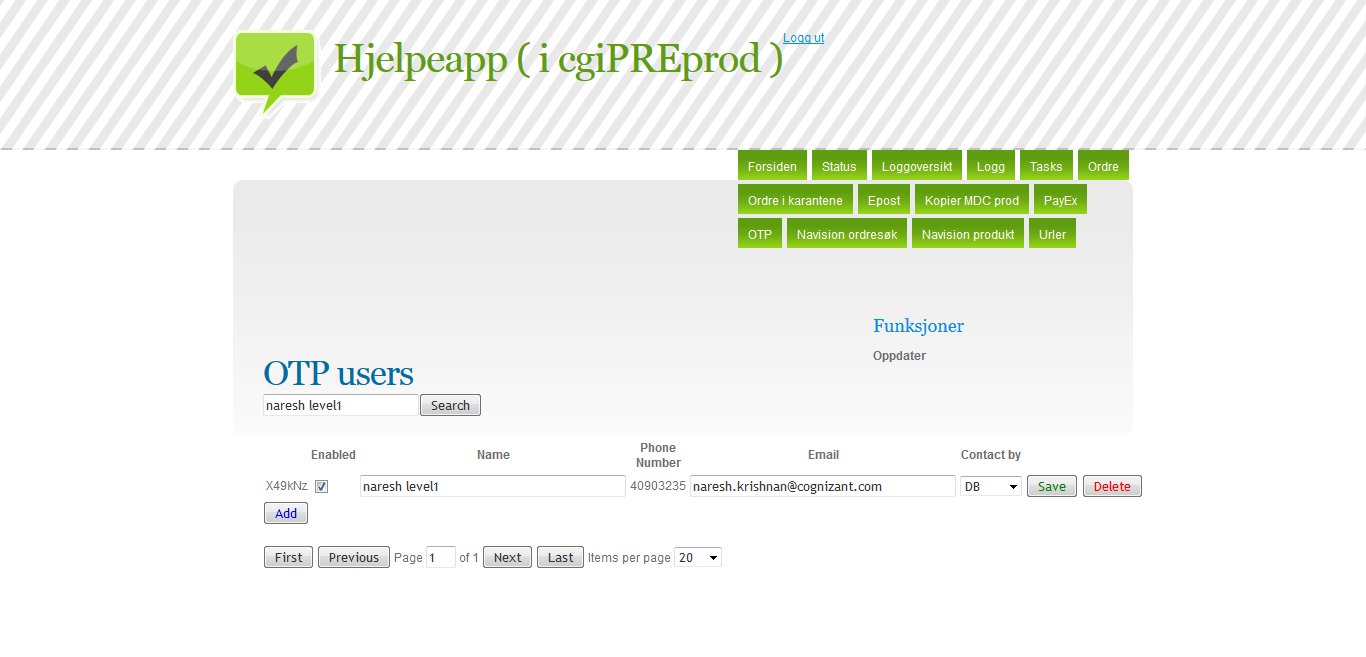 Hjelpeapp ( i cgiPREprod )
Logg ut
Forsiden Status Loggoversikt Logg Tasks Ordre
Ordre i karantene Epost Kopier MDC prod PayEx
OTP Navision ordresøk Navision produkt Urler
Funksjoner
Oppdater
OTP users
naresh level1 Search
Enabled Name Phone Number Email Contact by
X49kNz naresh level1 40903235 naresh.krishnan@cognizant.com DB Save Delete
Add
First Previous Page 1 of 1 Next Last Items per page 20